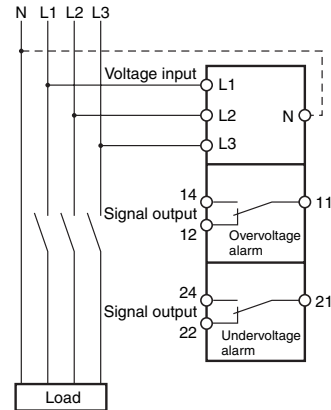 N L1 L2 L3
Voltage input
L1
L2
N
L3
14
11
Signal output
12
Overvoltage
alarm
24
21
Signal output
22
Undervoltage
alarm
Load